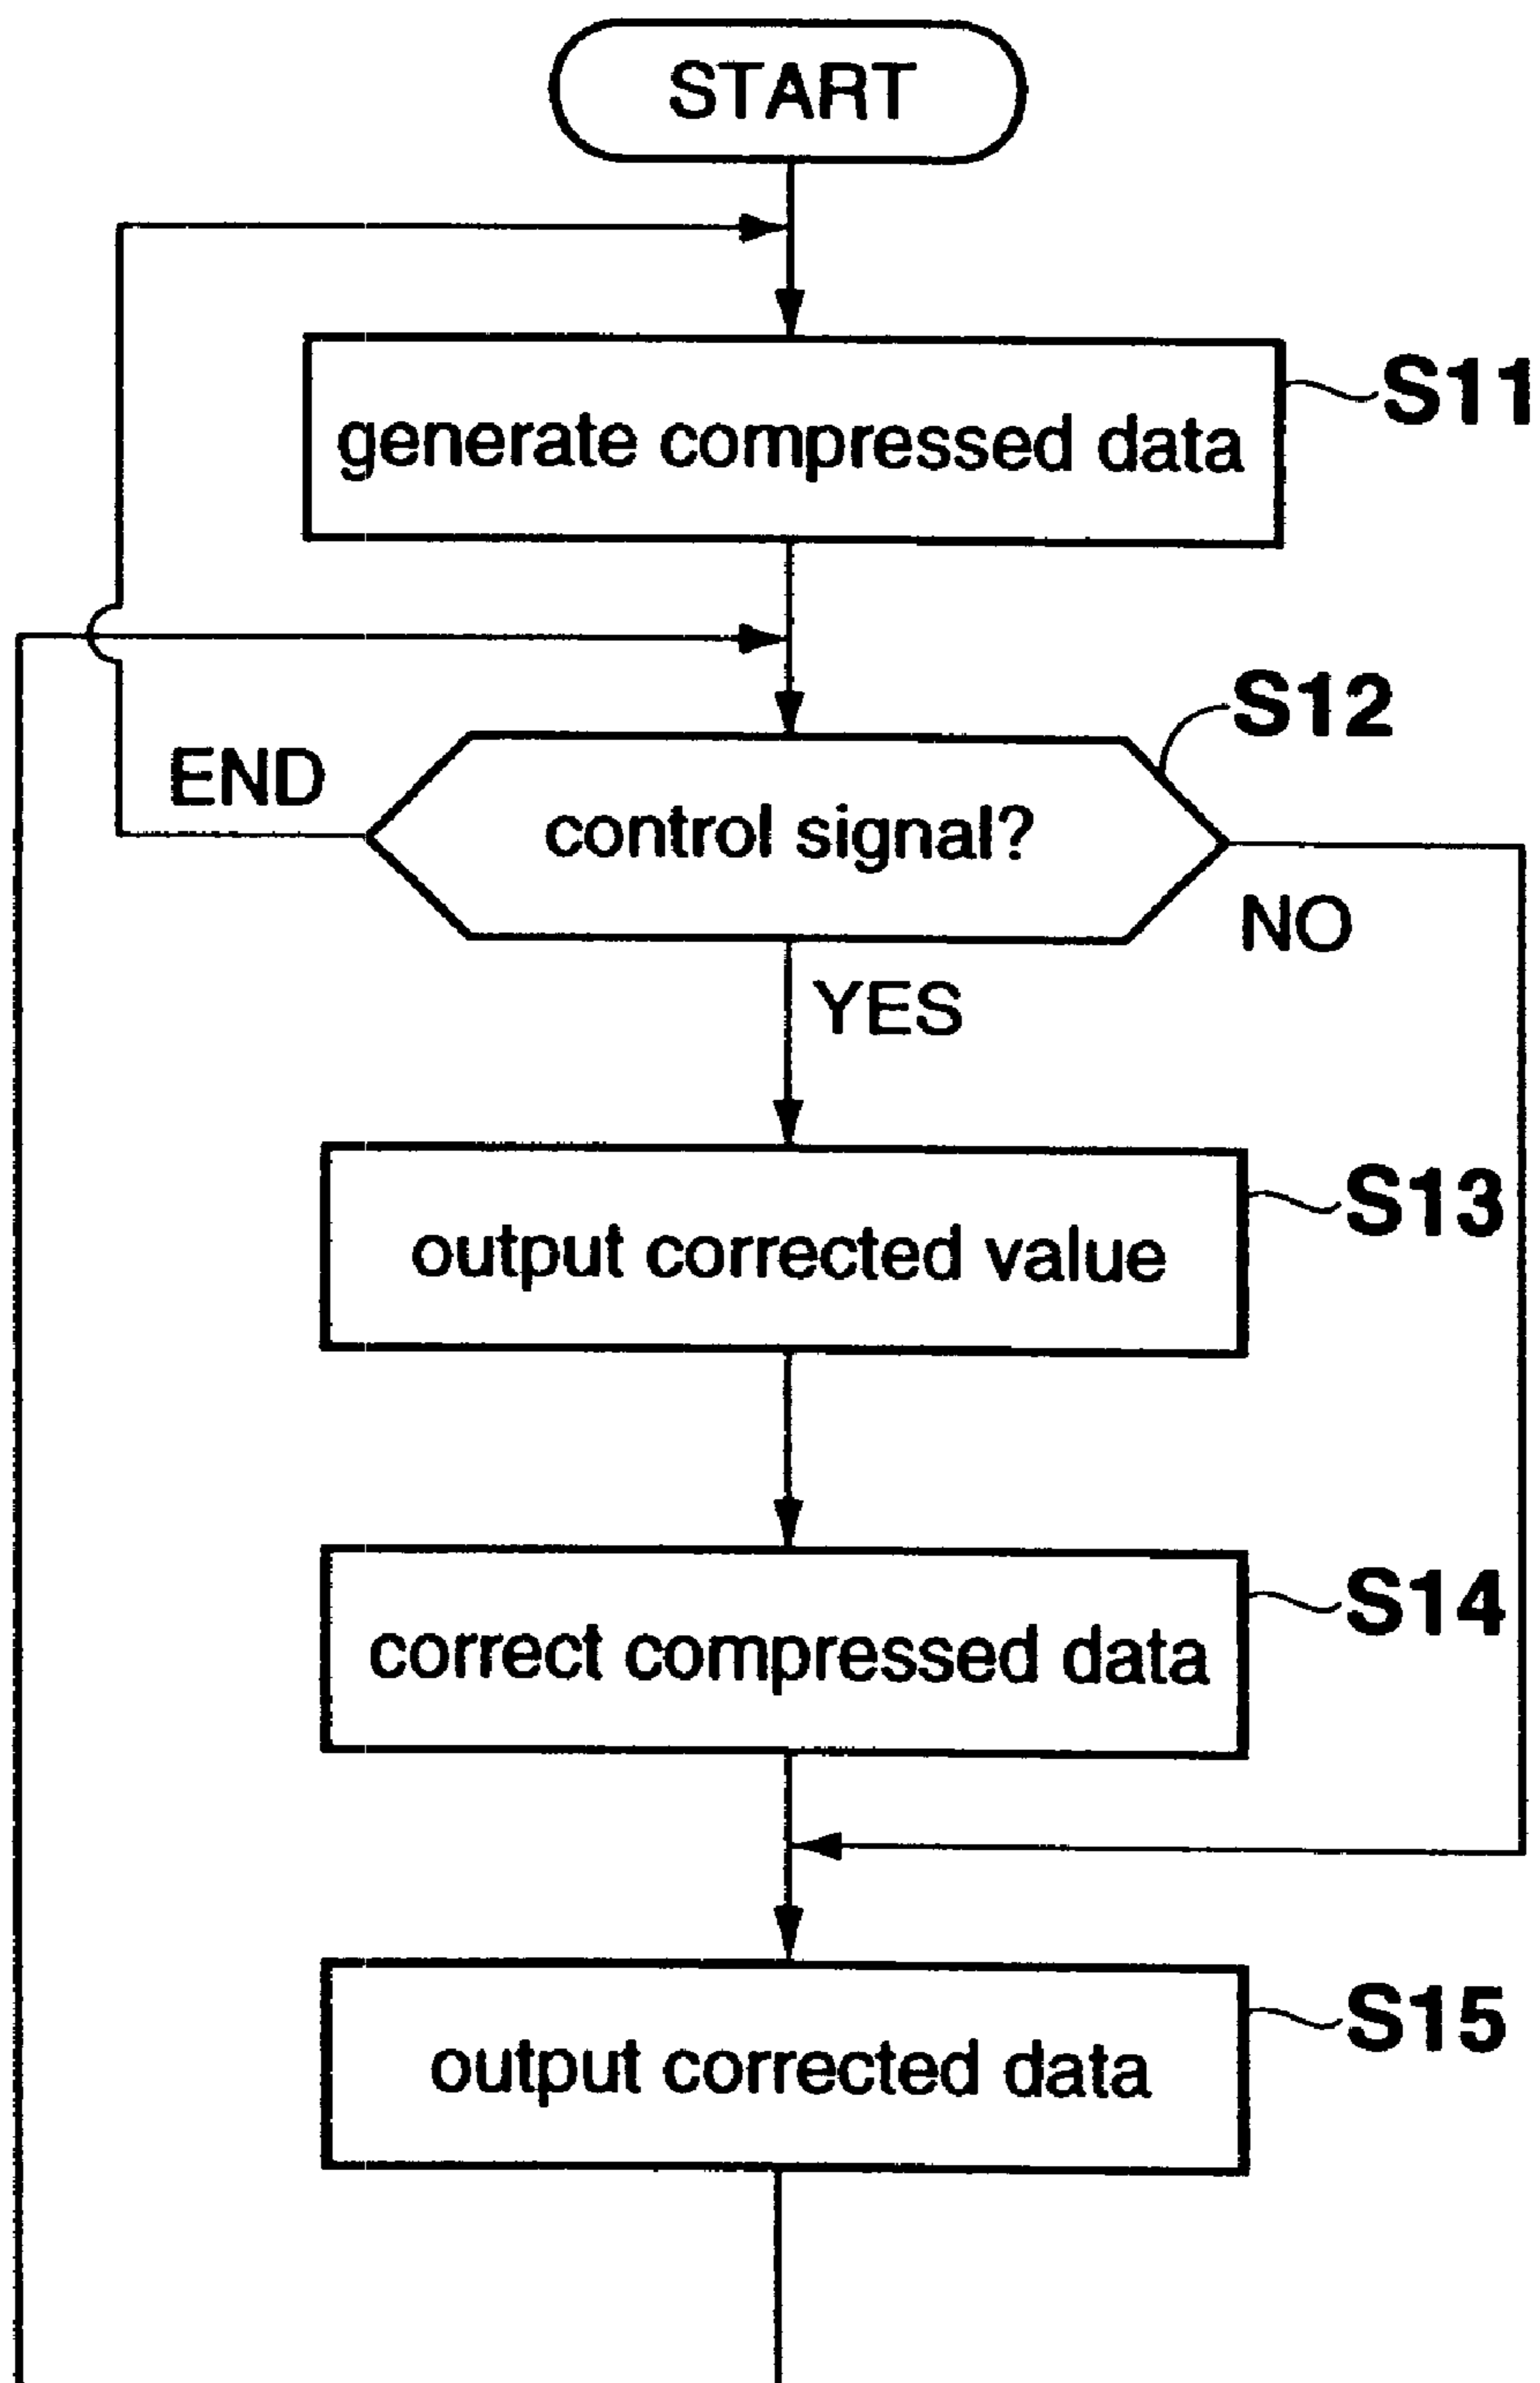 START
S11
generate compressed data
S12
END
control signal?
NO
YES
S13
output corrected value
S14
correct compressed data
S15
output corrected data